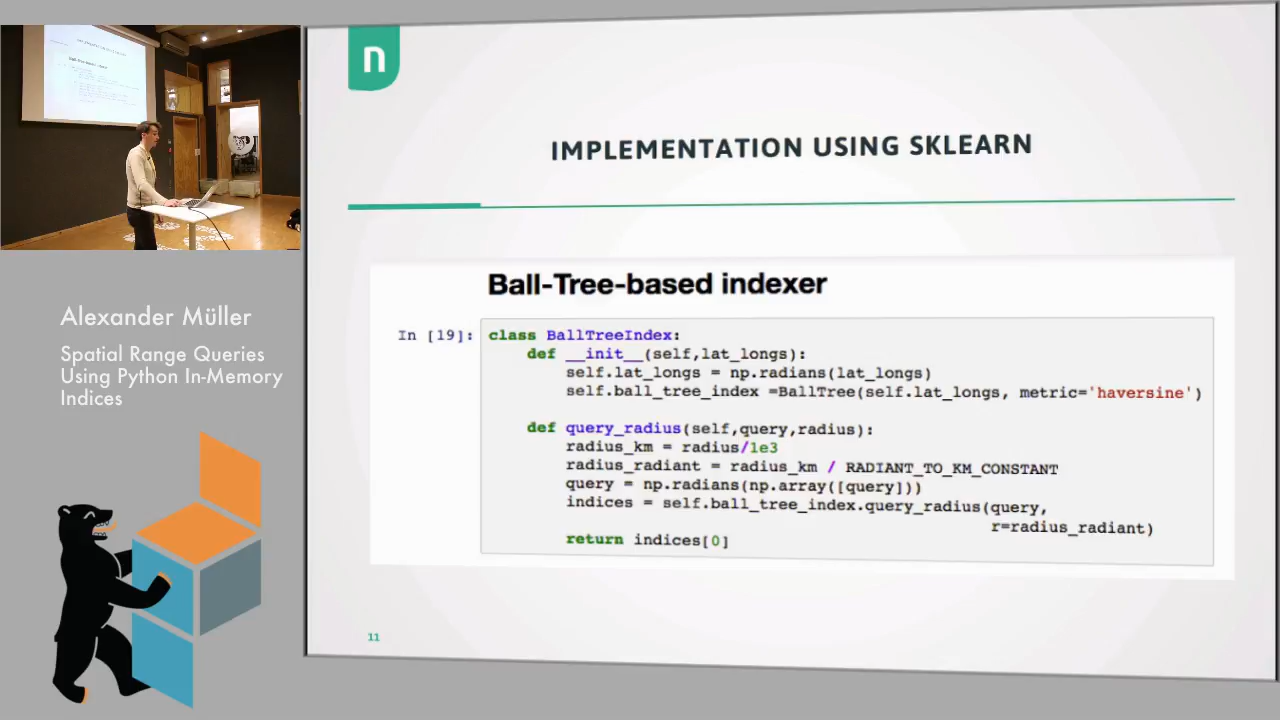 n
IMPLEMENTATION USING SKLEARN
Ball-Tree-based indexer
In [19]:
class BallTreeIndex:
    def __init__(self,lat_longs):
        self.lat_longs = np.radians(lat_longs)
        self.ball_tree_index =BallTree(self.lat_longs, metric='haversine')
    def query_radius(self,query,radius):
        radius_km = radius/1e3
        radius_radiant = radius_km / RADIANT_TO_KM_CONSTANT
        query = np.radians(np.array([query]))
        indices = self.ball_tree_index.query_radius(query,
                                                    r=radius_radiant)
        return indices[0]
11
Alexander Müller
Spatial Range Queries
Using Python In-Memory
Indices